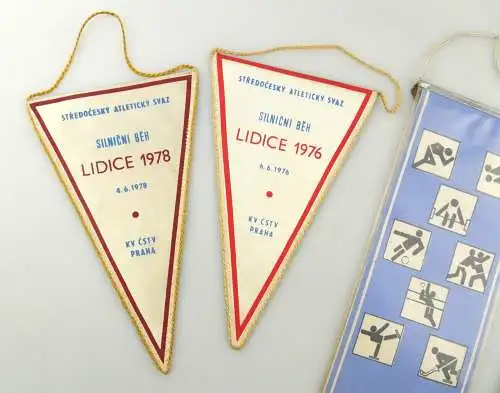 STŘEDOČESKÝ ATLETICKÝ SVAZ
SILNIČNÍ BĚH
LIDICE 1978
4.6.1978
KV ČSTV
PRAHA
STŘEDOČESKÝ ATLETICKÝ SVAZ
SILNIČNÍ BĚH
LIDICE 1976
6.6.1976
KV ČSTV
PRAHA